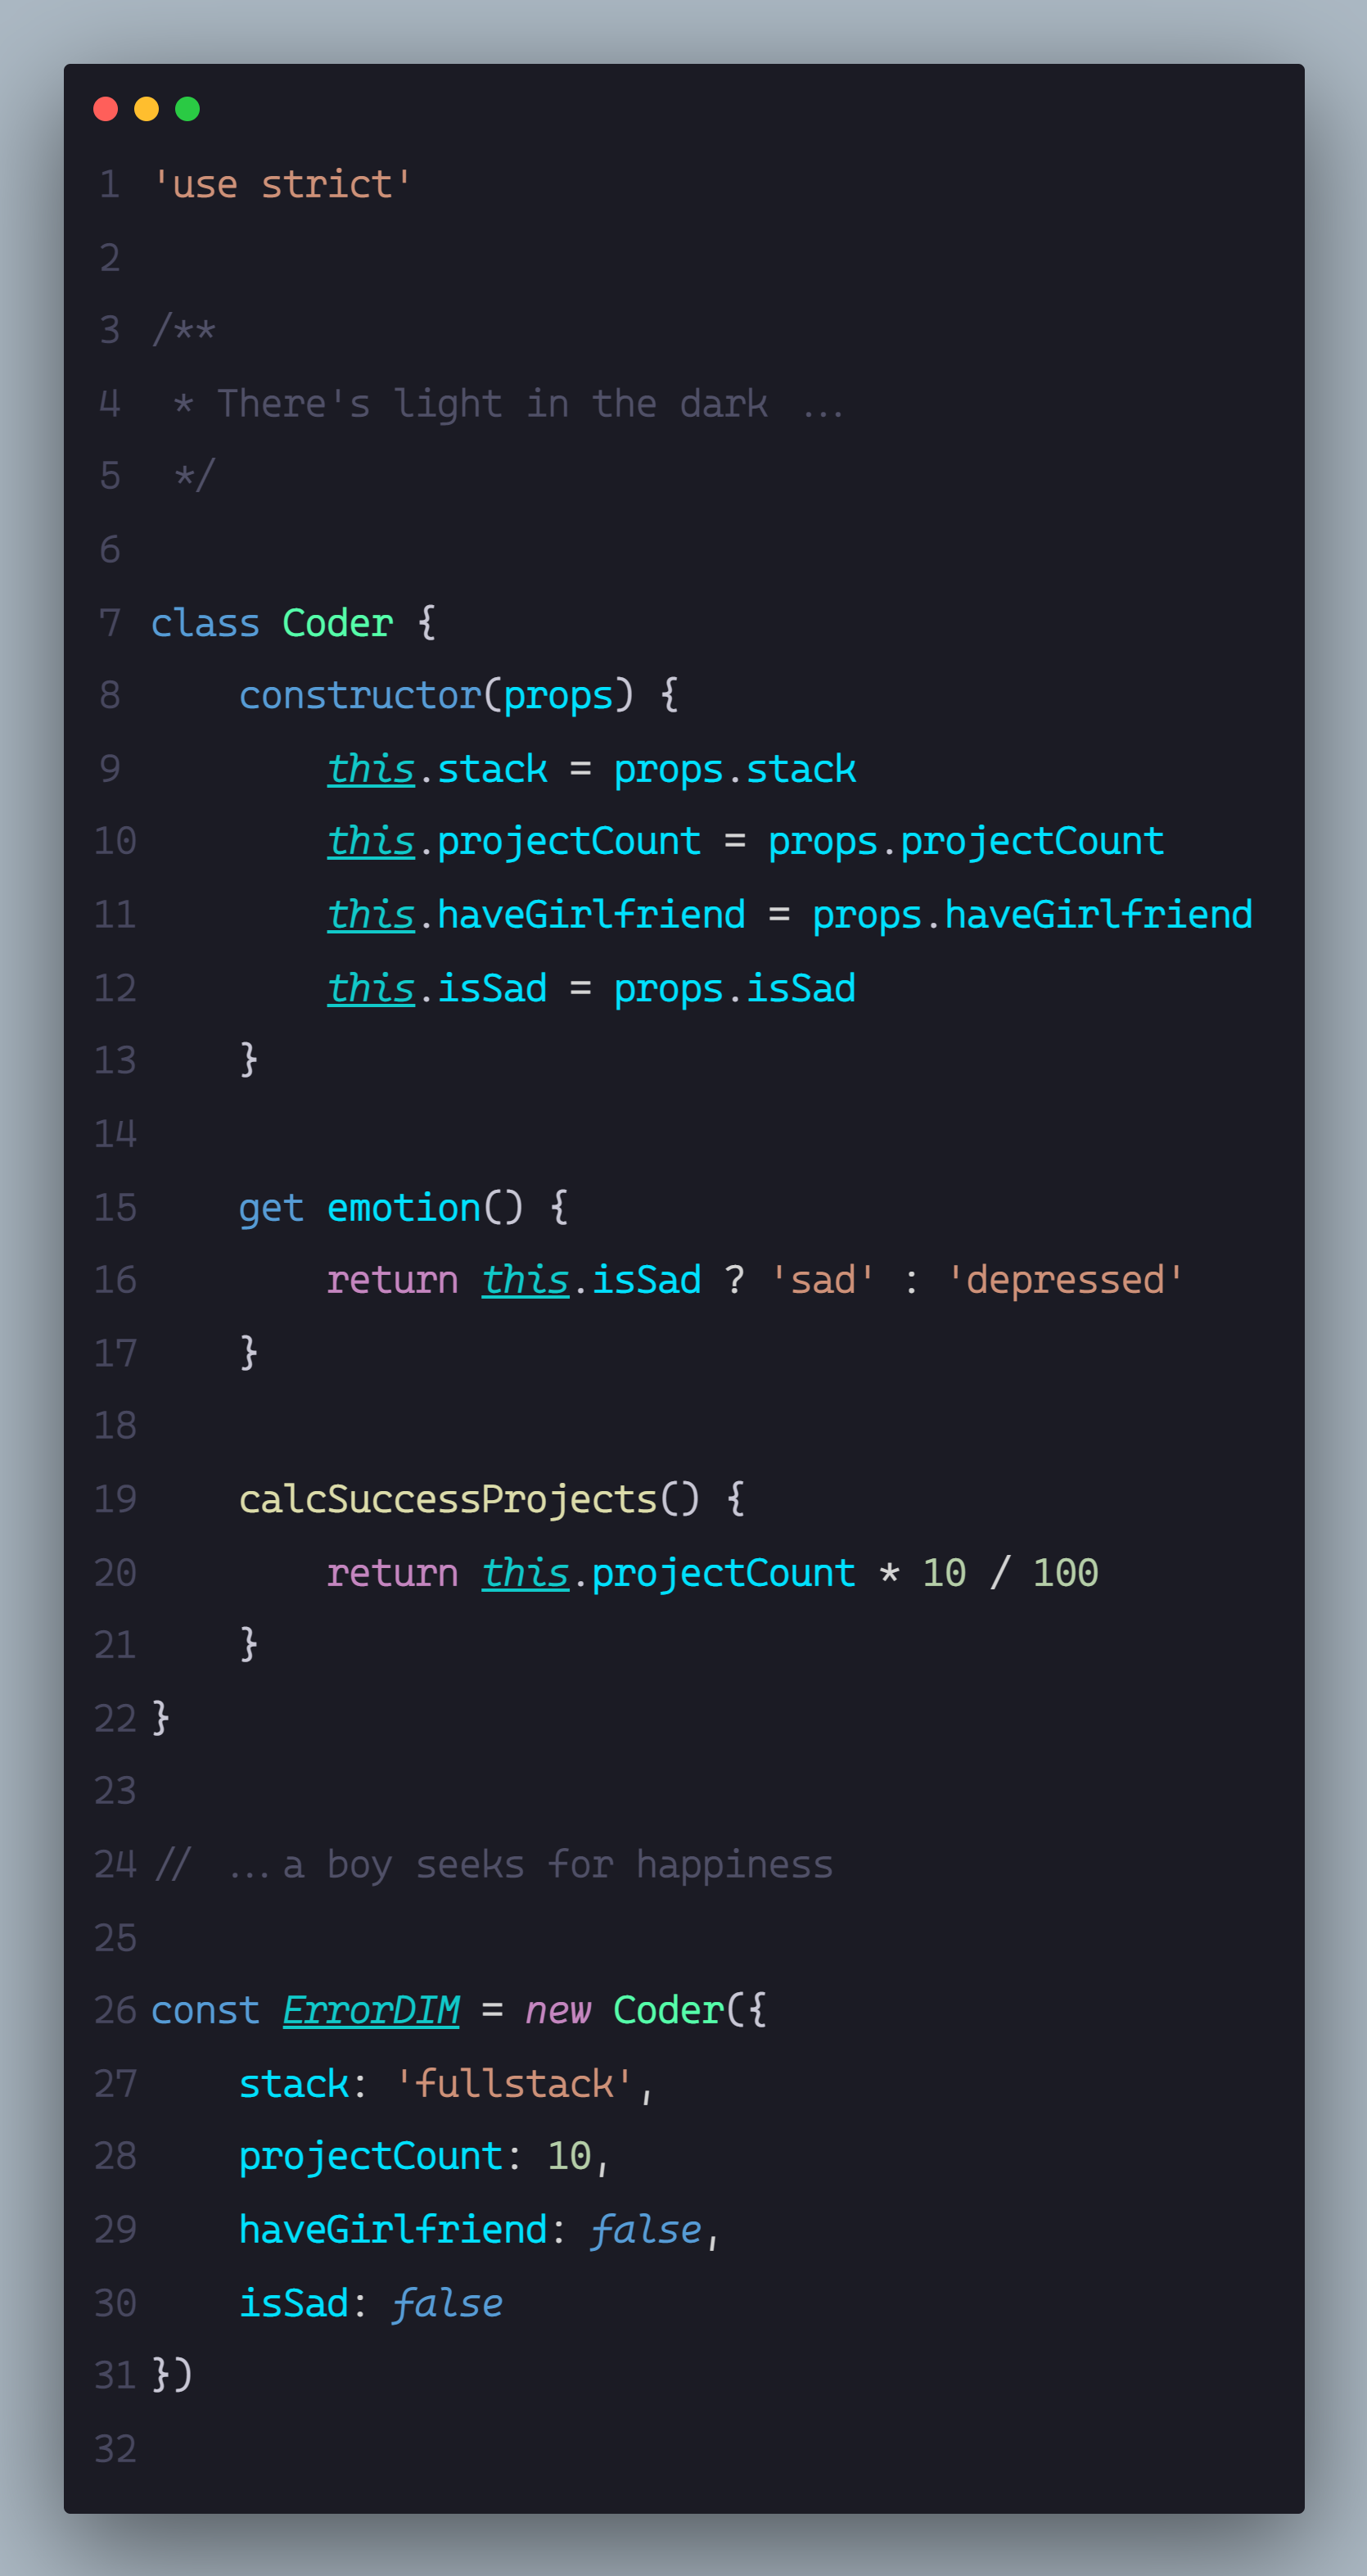 1 'use strict'
2
3 /**
4  * There's light in the dark ...
5  */
6
7 class Coder {
8     constructor(props) {
9         this.stack = props.stack
10         this.projectCount = props.projectCount
11         this.haveGirlfriend = props.haveGirlfriend
12         this.isSad = props.isSad
13     }
14
15     get emotion() {
16         return this.isSad ? 'sad' : 'depressed'
17     }
18
19     calcSuccessProjects() {
20         return this.projectCount * 10 / 100
21     }
22 }
23
24 // ...a boy seeks for happiness
25
26 const ErrorDIM = new Coder({
27     stack: 'fullstack',
28     projectCount: 10,
29     haveGirlfriend: false,
30     isSad: false
31 })
32